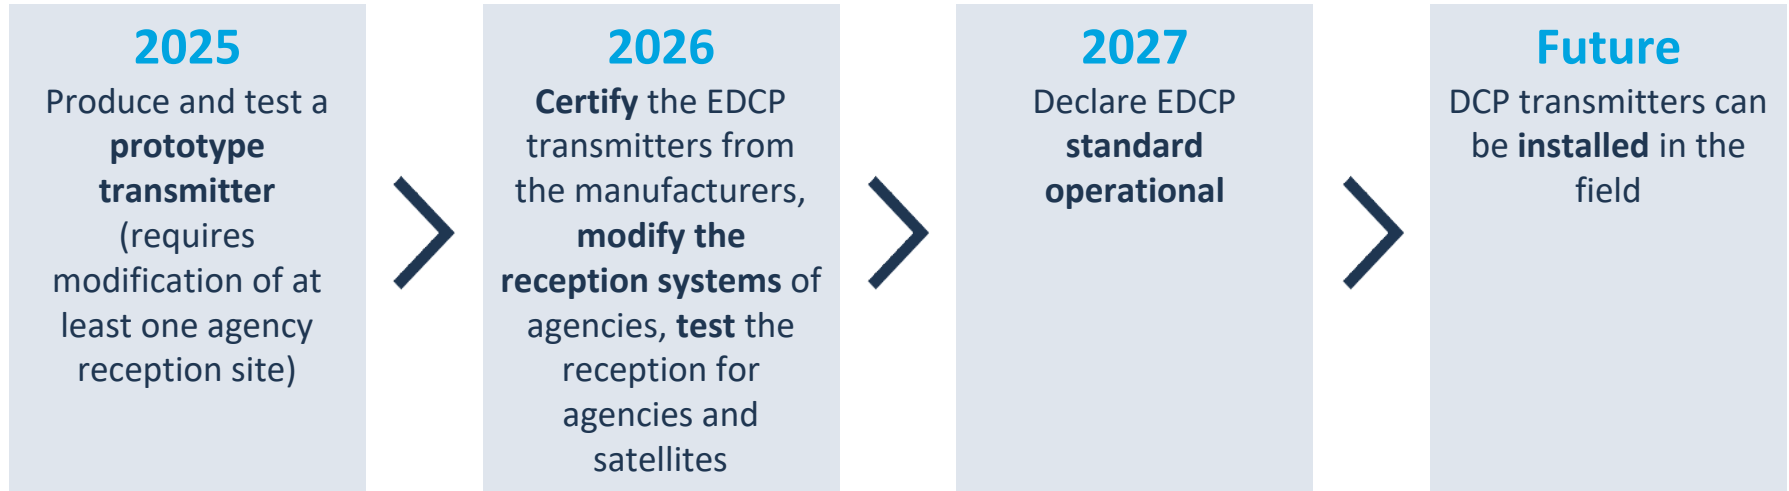 2025
Produce and test a
prototype
transmitter
(requires
modification of at
least one agency
reception site)
2026
Certify the EDCP
transmitters from
the manufacturers,
modify the
reception systems of
agencies, test the
reception for
agencies and
satellites
2027
Declare EDCP
standard
operational
Future
DCP transmitters can
be installed in the
field